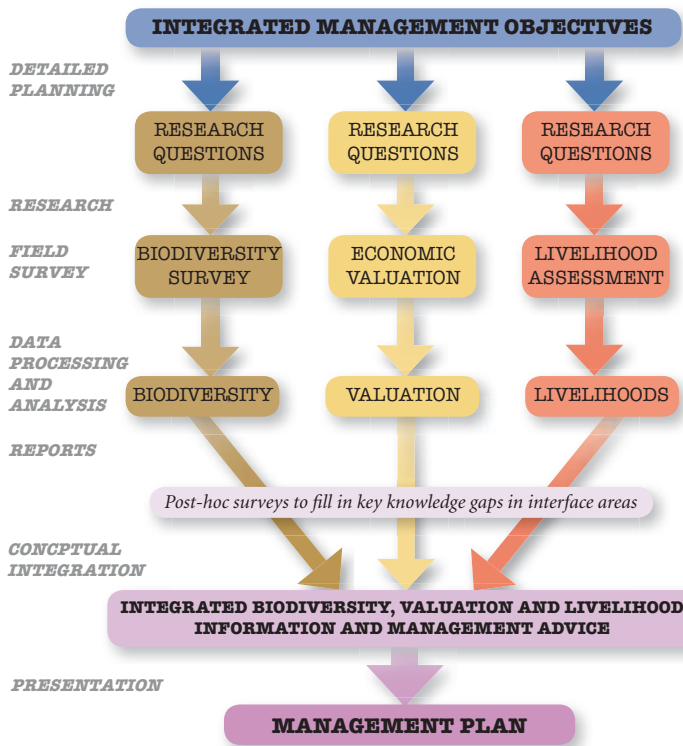 INTEGRATED MANAGEMENT OBJECTIVES
DETAILED
PLANNING
RESEARCH
QUESTIONS
RESEARCH
QUESTIONS
RESEARCH
QUESTIONS
RESEARCH
FIELD
SURVEY
BIODIVERSITY
SURVEY
ECONOMIC
VALUATION
LIVELIHOOD
ASSESSMENT
DATA
PROCESSING
AND
ANALYSIS
BIODIVERSITY
VALUATION
LIVELIHOODS
REPORTS
Post-hoc surveys to fill in key knowledge gaps in interface areas
CONCPTUAL
INTEGRATION
INTEGRATED BIODIVERSITY, VALUATION AND LIVELIHOOD
INFORMATION AND MANAGEMENT ADVICE
PRESENTATION
MANAGEMENT PLAN